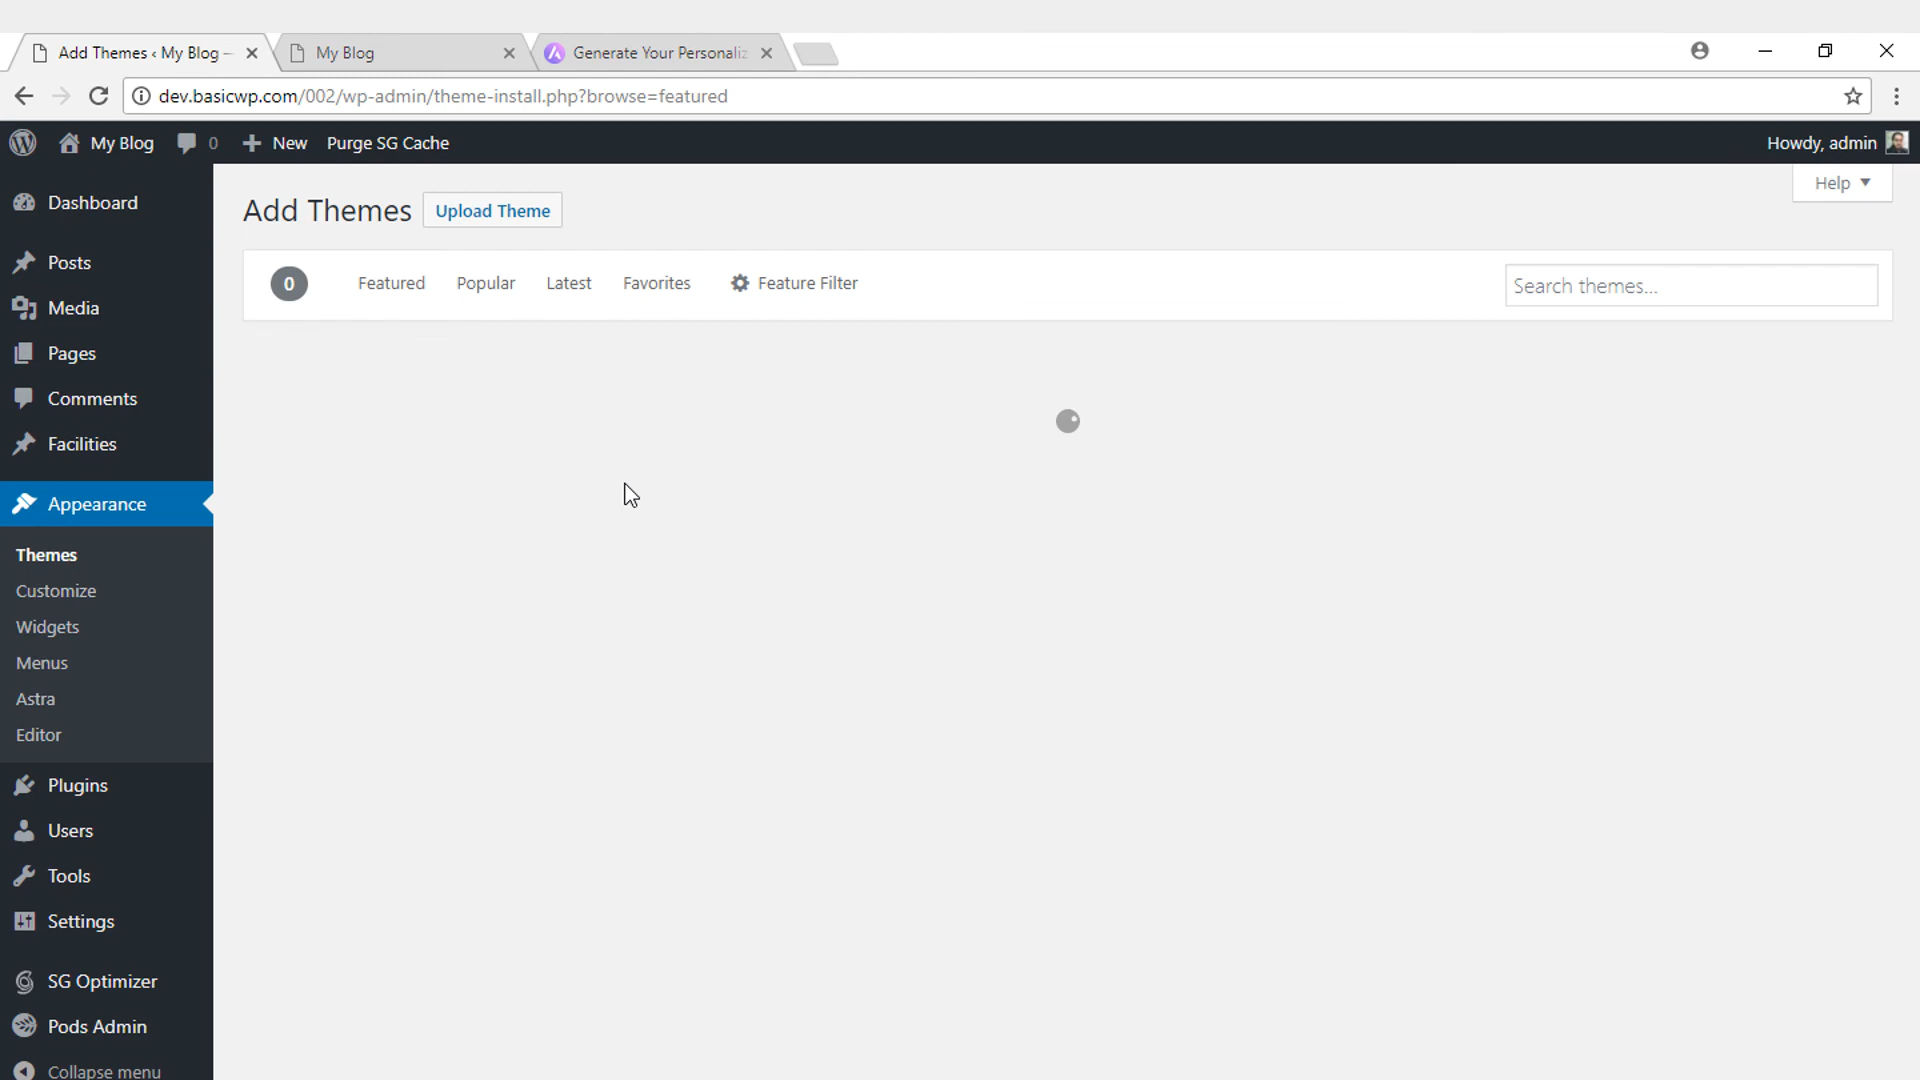 Add Themes ‹ My Blog –
My Blog
Generate Your Personaliz
dev.basicwp.com/002/wp-admin/theme-install.php?browse=featured
My Blog
0
New
Purge SG Cache
Howdy, admin
Help
Dashboard
Posts
Media
Pages
Comments
Facilities
Appearance
Themes
Customize
Widgets
Menus
Astra
Editor
Plugins
Users
Tools
Settings
SG Optimizer
Pods Admin
Collapse menu
Add Themes
Upload Theme
0
Featured
Popular
Latest
Favorites
Feature Filter
Search themes...